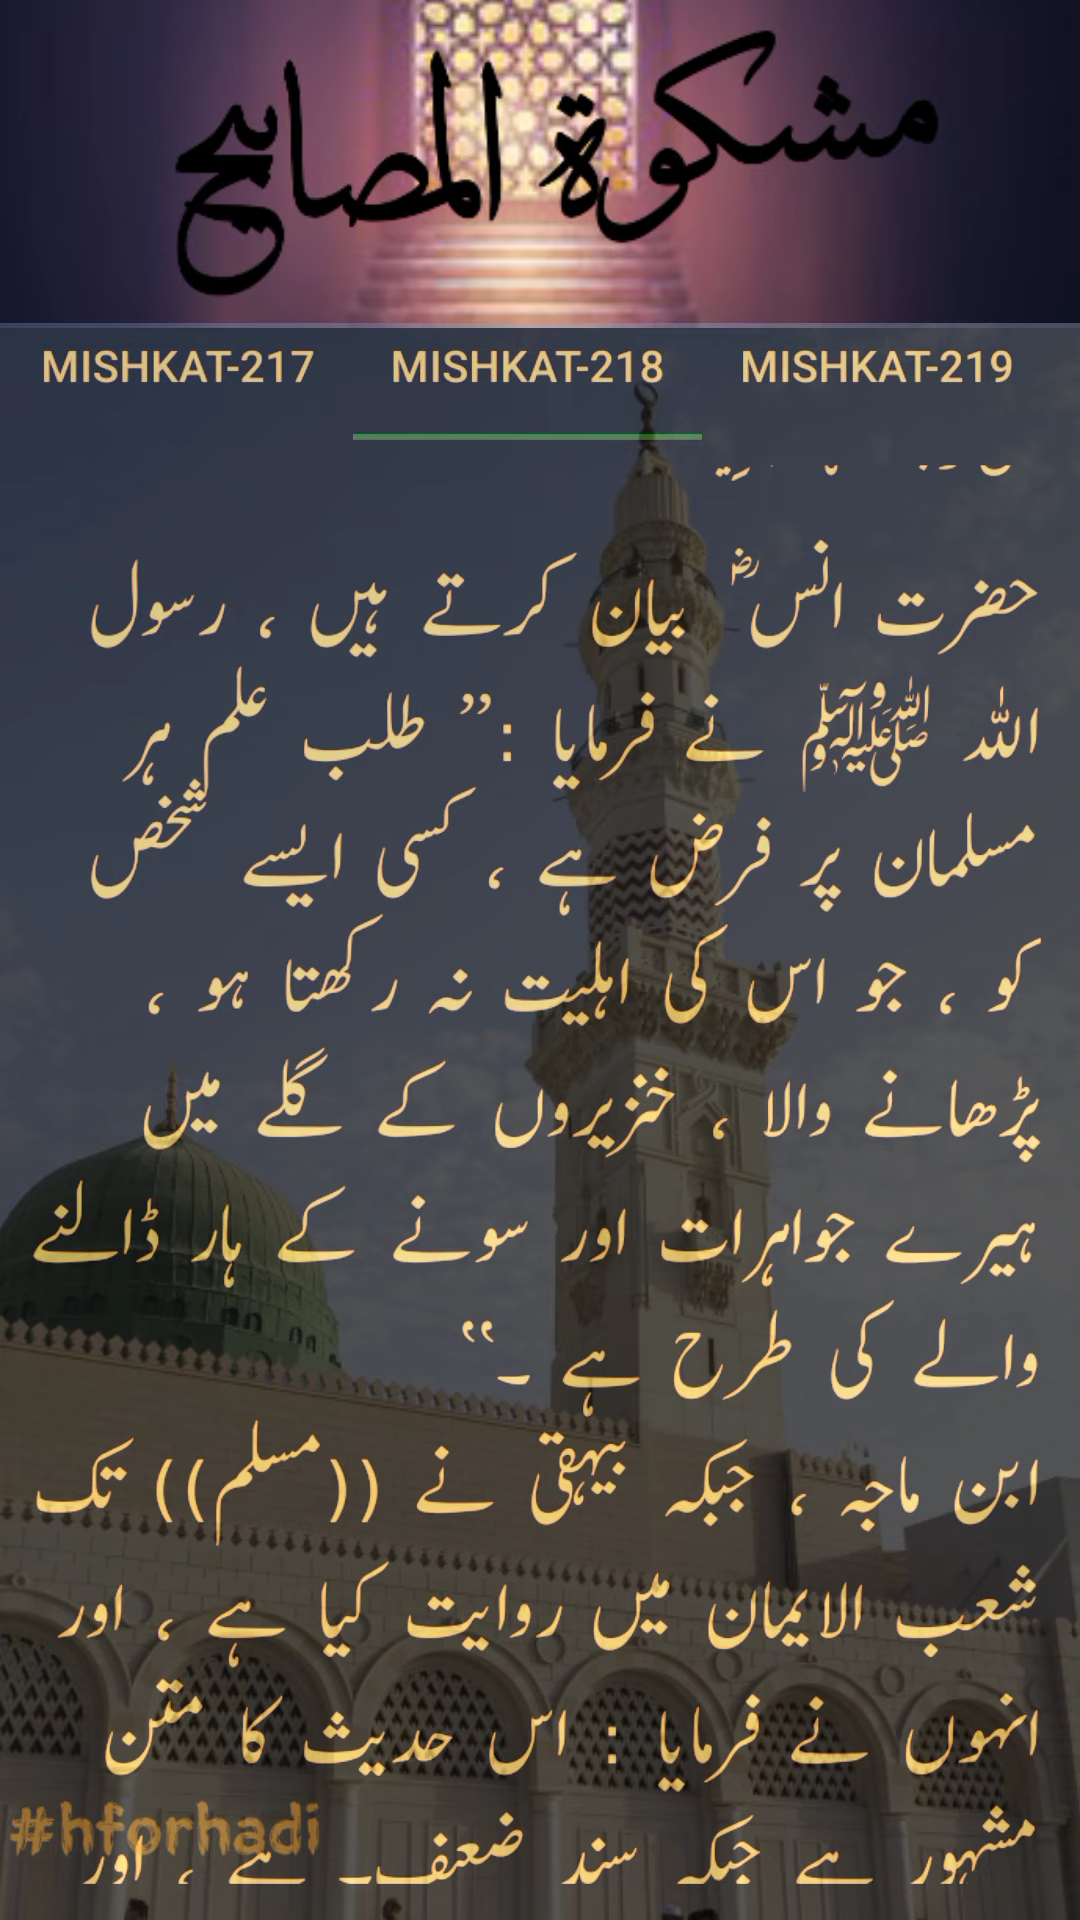 مشکوۃ المصابیح
MISHKAT-217 MISHKAT-218 MISHKAT-219
حضرت انس ؓ بیان کرتے ہیں ، رسول
اللہ ﷺ نے فرمایا :’’ طلب علم ہر
مسلمان پر فرض ہے ، کسی ایسے شخص
کو ، جو اس کی اہلیت نہ رکھتا ہو ،
پڑھانے والا ، خنزیروں کے گلے میں
ہیرے جواہرات اور سونے کے ہار ڈالنے
والے کی طرح ہے ۔‘‘
ابن ماجہ ، جبکہ بیہقی نے ((مسلم)) تک
شعب الایمان میں روایت کیا ہے ، اور
انہوں نے فرمایا : اس حدیث کا متن
مشہور ہے جبکہ سند ضعیف ہے ، اور
#hforhadi